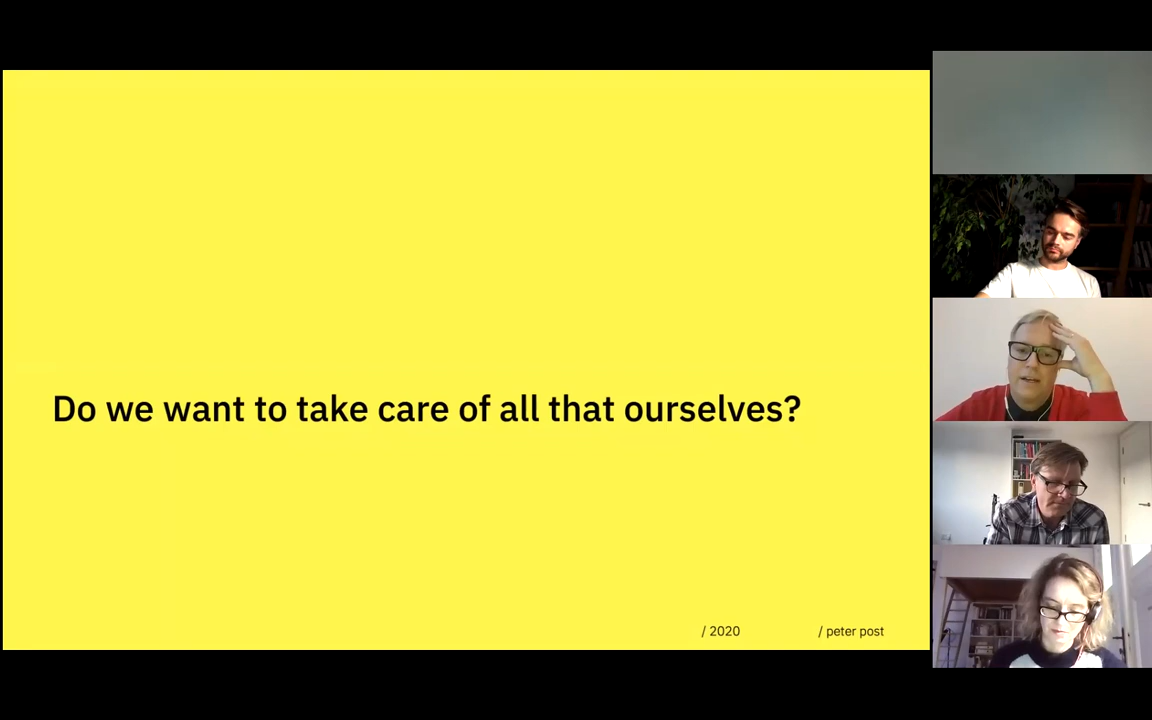 Do we want to take care of all that ourselves?
/ 2020 / peter post